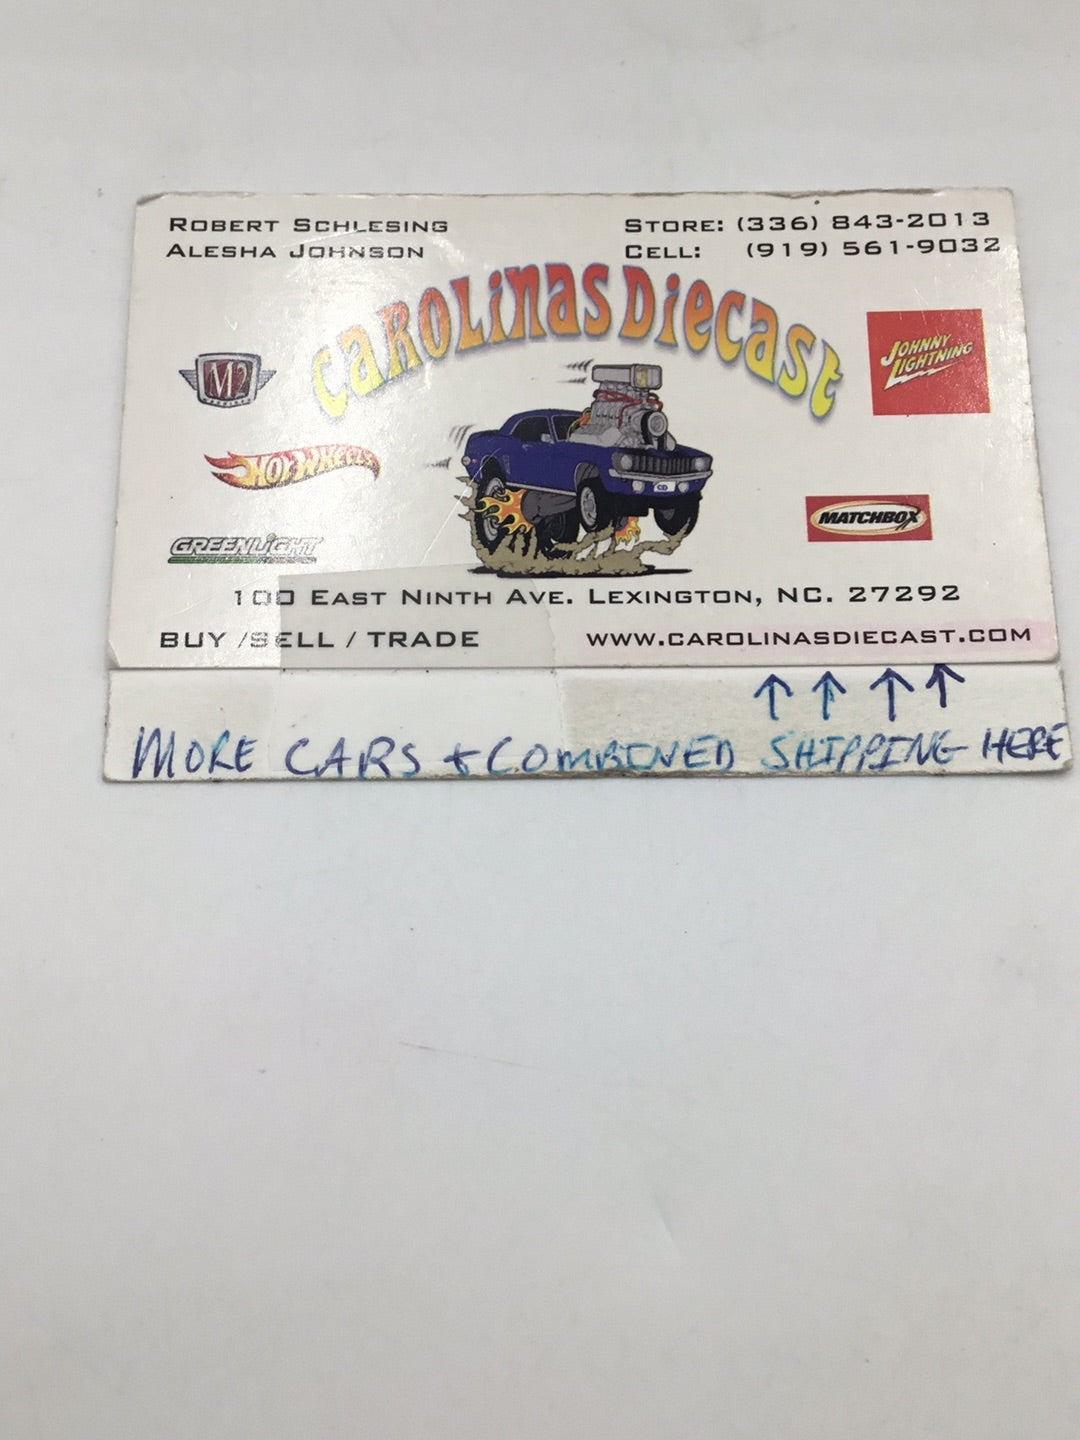 ROBERT SCHLESING
ALESHA JOHNSON
STORE: (336) 843-2013
CELL: (919) 561-9032
CAROLINAS DIECAST
M2
JOHNNY
LIGHTNING
HOT WHEELS
CD
MATCHBOX
GREENLIGHT
100 EAST NINTH AVE. LEXINGTON, NC. 27292
BUY / SELL / TRADE
WWW.CAROLINASDIECAST.COM
↑ ↑ ↑ ↑
MORE CARS + COMBINED SHIPPING HERE